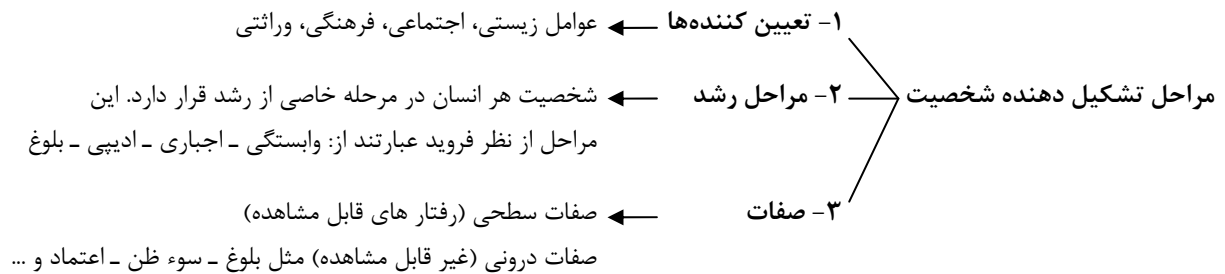 مراحل تشکیل دهنده شخصیت
۱- تعیین کننده‌ها
عوامل زیستی، اجتماعی، فرهنگی، وراثتی
۲- مراحل رشد
شخصیت هر انسان در مرحله خاصی از رشد قرار دارد. این
مراحل از نظر فروید عبارتند از: وابستگی ـ اجباری ـ ادیپی ـ بلوغ
۳- صفات
صفات سطحی (رفتار های قابل مشاهده)
صفات درونی (غیر قابل مشاهده) مثل بلوغ ـ سوء ظن ـ اعتماد و ...